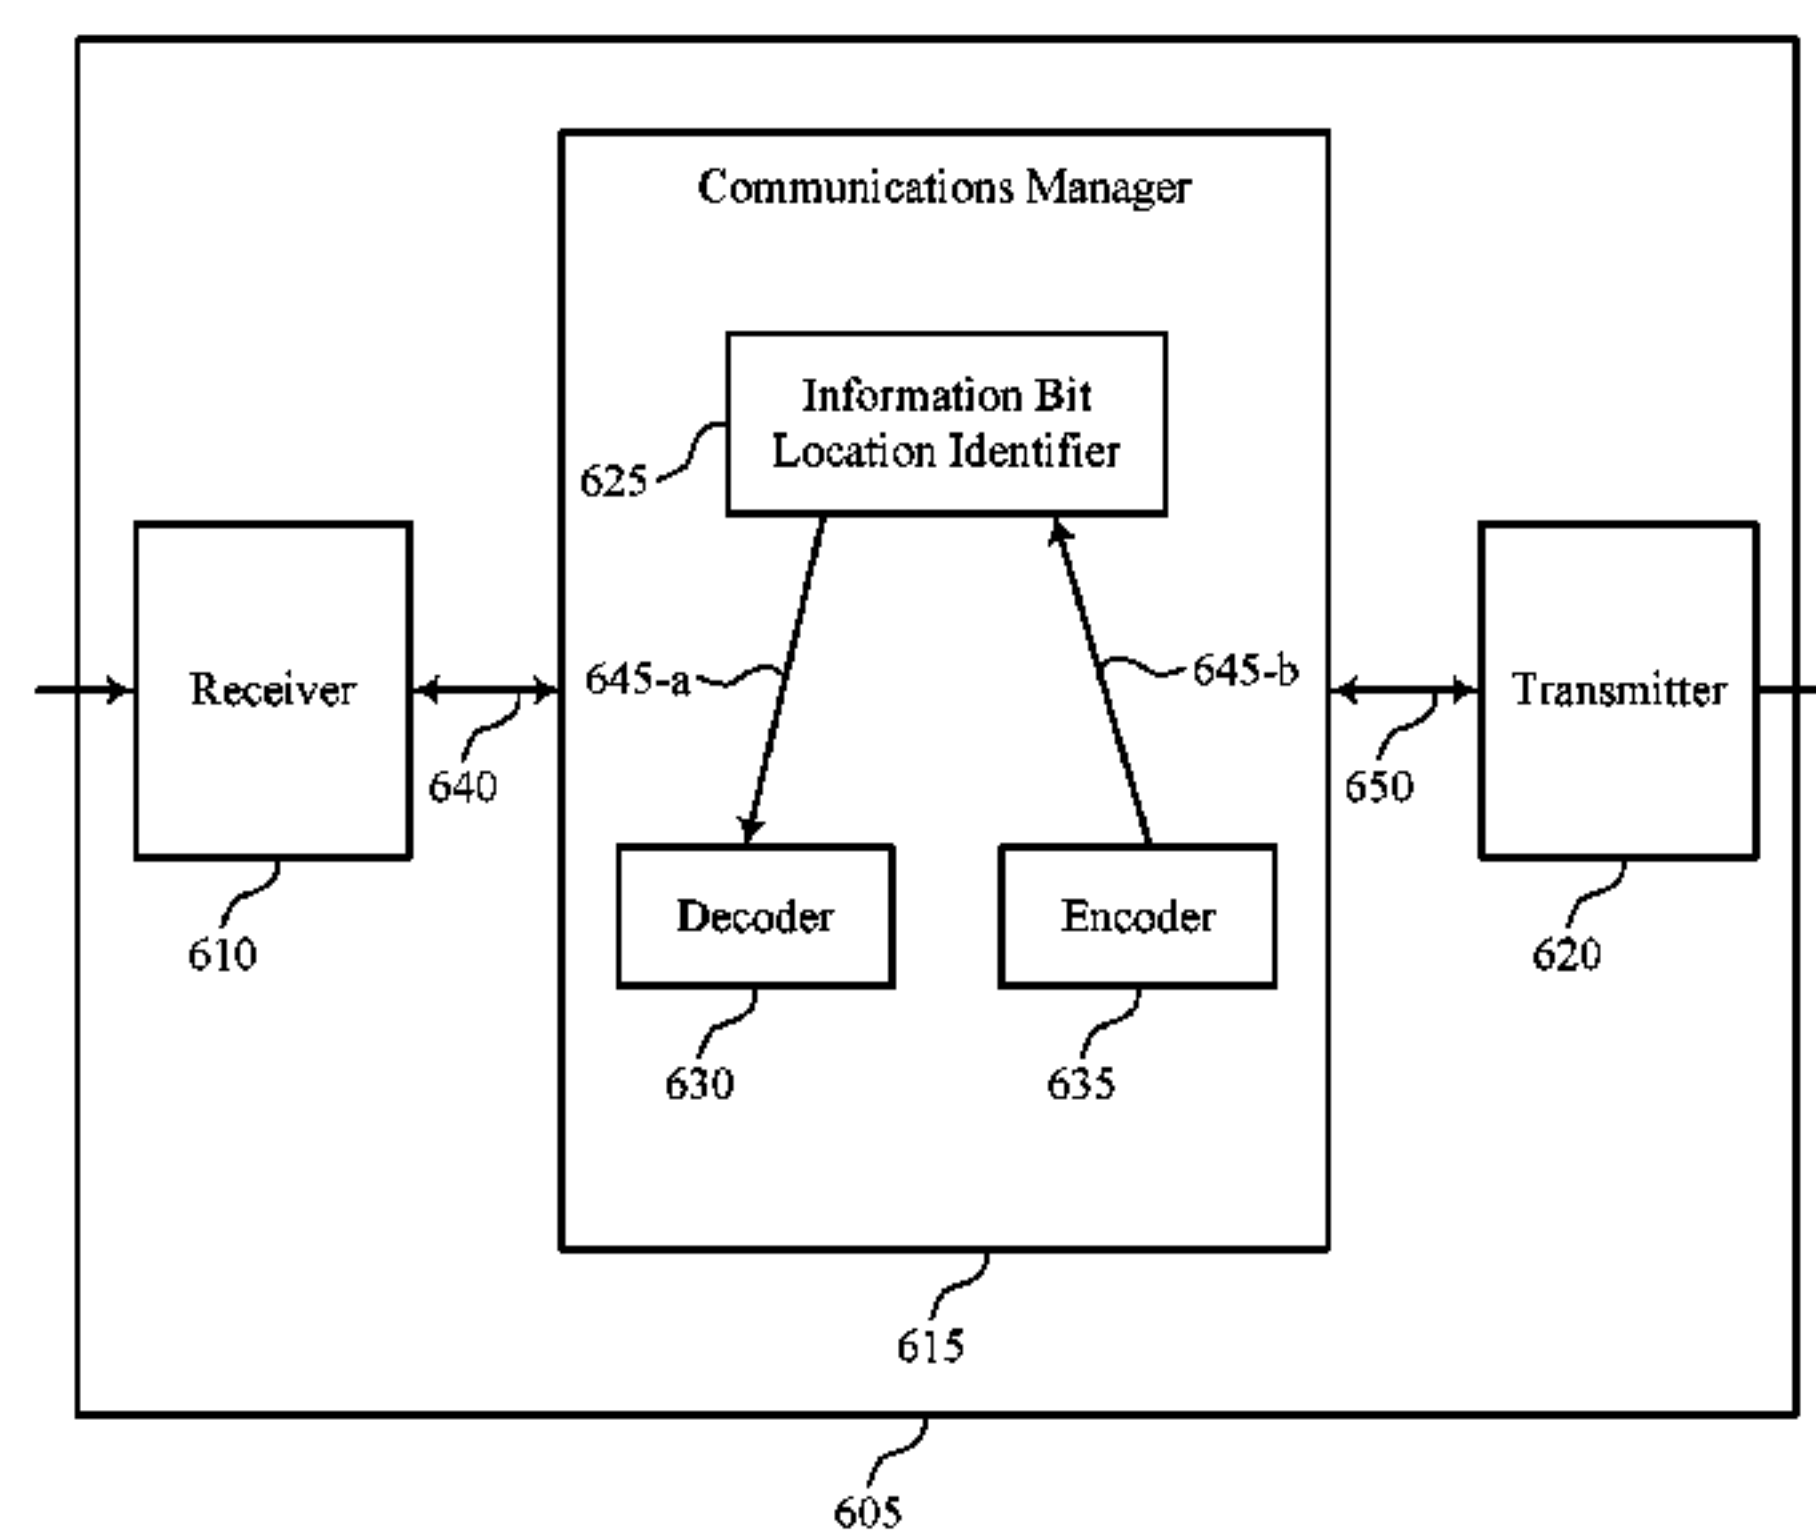 Communications Manager
Information Bit
Location Identifier
625
Receiver
645-a
645-b
Transmitter
640
650
Decoder
Encoder
610
620
630
635
615
605